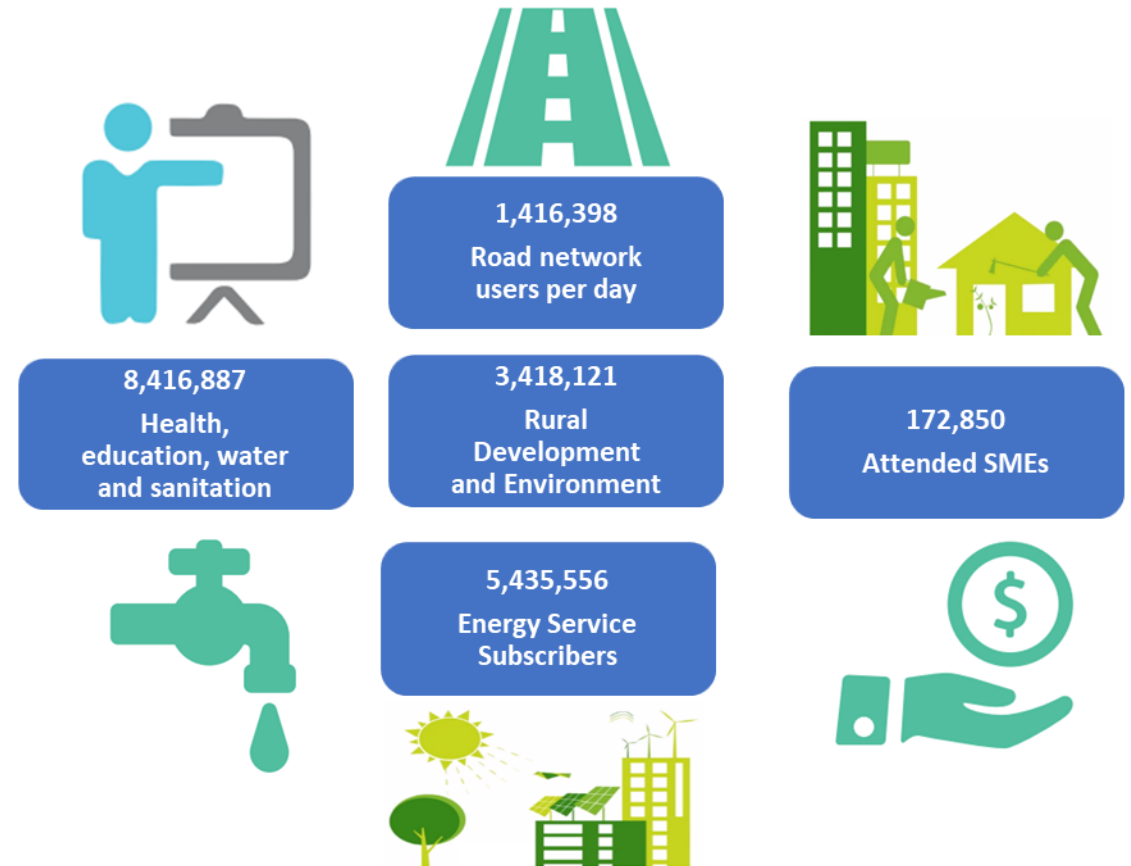 1,416,398
Road network
users per day
8,416,887
Health,
education, water
and sanitation
3,418,121
Rural
Development
and Environment
172,850
Attended SMEs
5,435,556
Energy Service
Subscribers
$